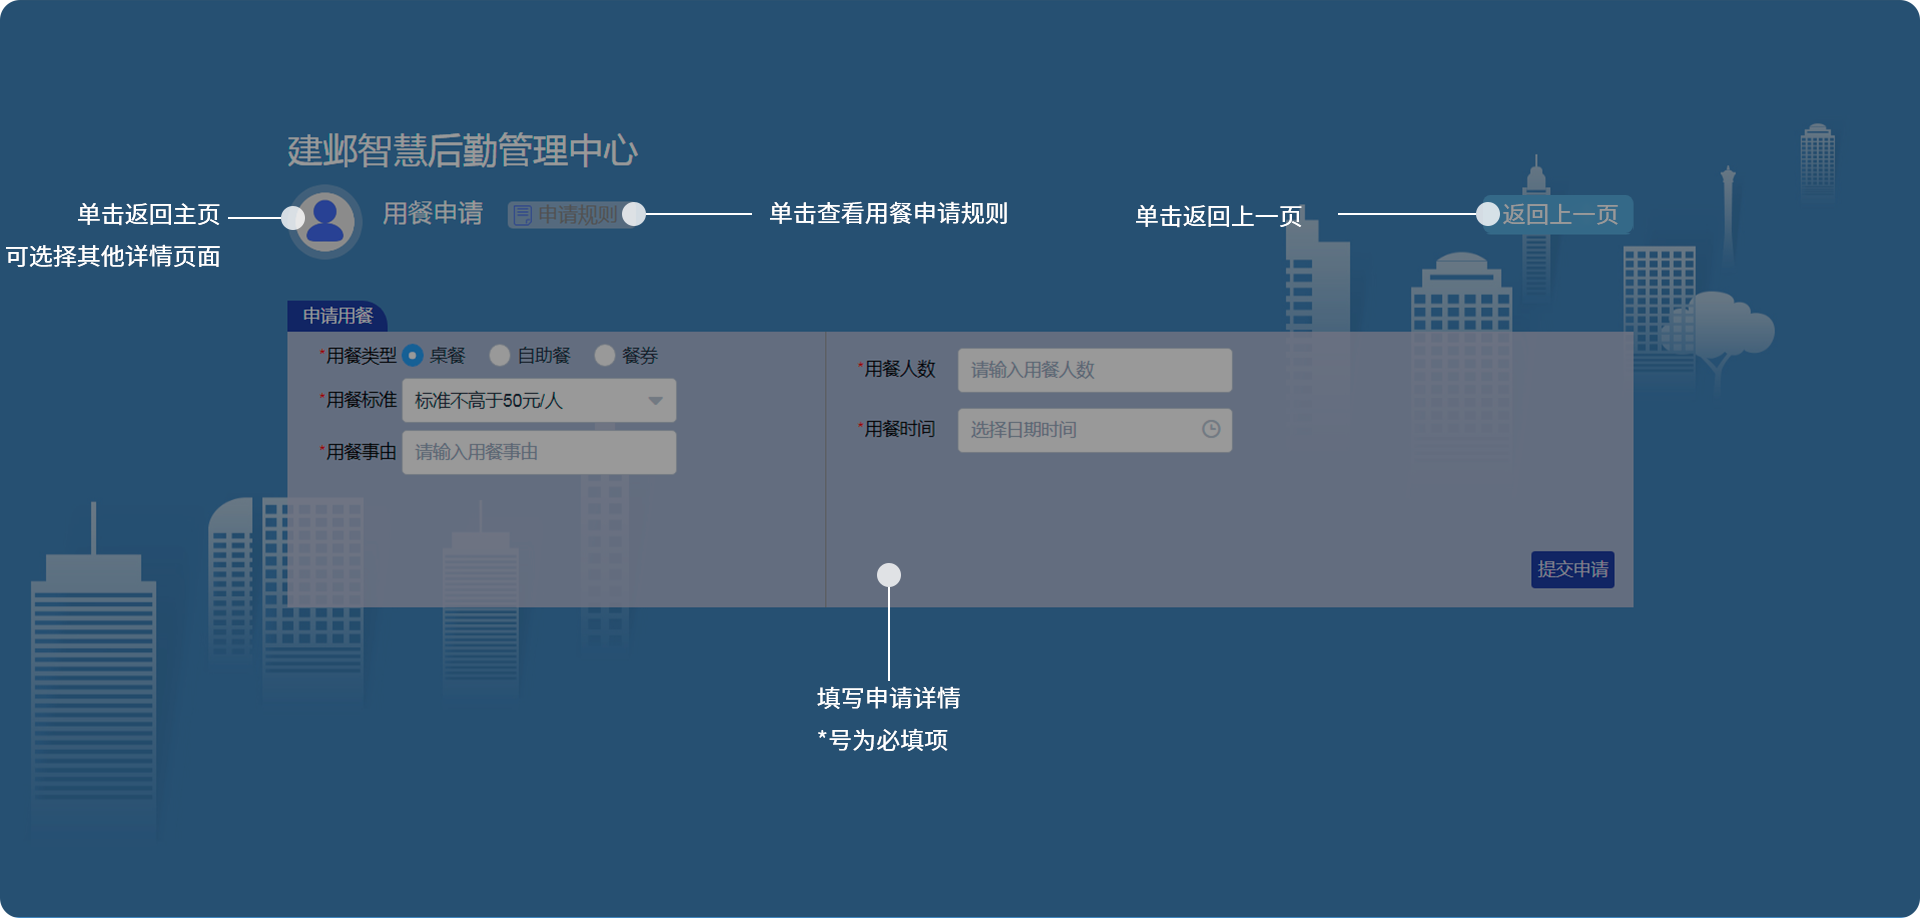 建邺智慧后勤管理中心
单击返回主页
可选择其他详情页面
用餐申请
申请规则
单击查看用餐申请规则
单击返回上一页
返回上一页
申请用餐
*用餐类型 桌餐 自助餐 餐券
*用餐标准 标准不高于50元/人
*用餐事由 请输入用餐事由
*用餐人数 请输入用餐人数
*用餐时间 选择日期时间
提交申请
填写申请详情
*号为必填项